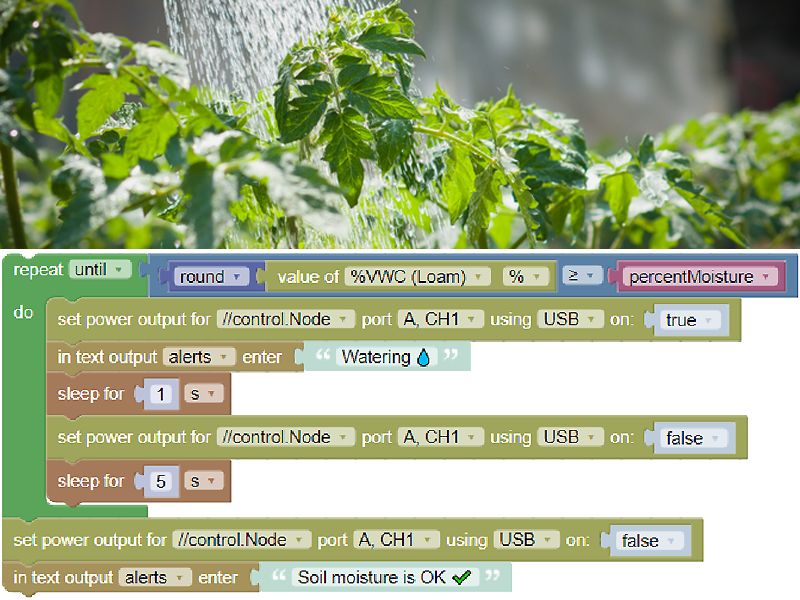 repeat until round value of %VWC (Loam) % ≥ percentMoisture
do
set power output for //control.Node port A, CH1 using USB on: true
in text output alerts enter “ Watering 💧 ”
sleep for 1 s
set power output for //control.Node port A, CH1 using USB on: false
sleep for 5 s
set power output for //control.Node port A, CH1 using USB on: false
in text output alerts enter “ Soil moisture is OK ✔ ”